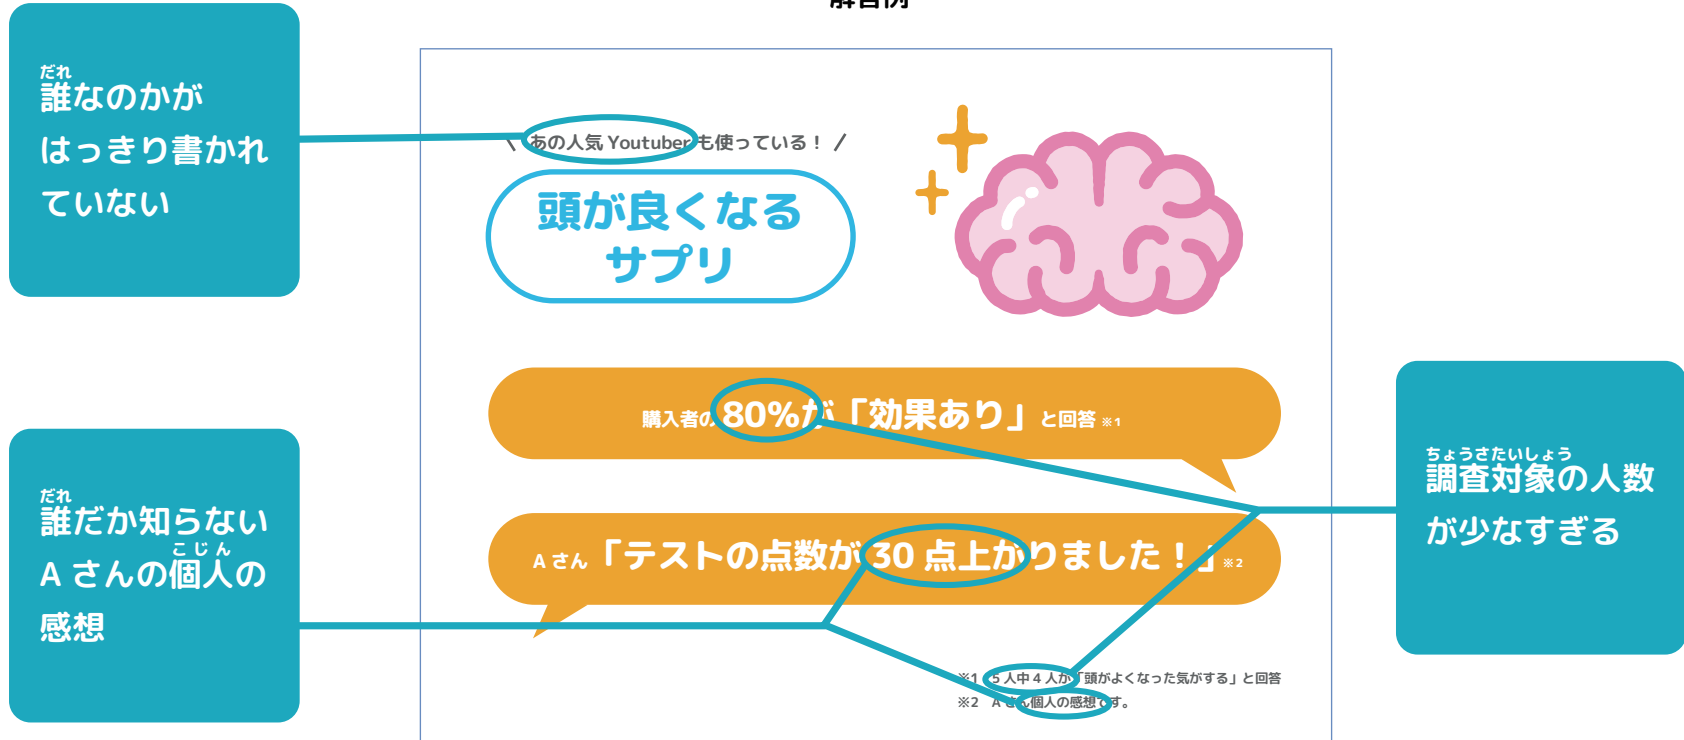 解答例
だれ
誰なのかが
はっきり書かれ
ていない
\ あの人気 Youtuber も使っている！ /
頭が良くなる
サプリ
購入者の 80%が「効果あり」と回答 ※1
A さん「テストの点数が 30 点上がりました！」※2
※1 5 人中 4 人が「頭がよくなった気がする」と回答
※2 A さん個人の感想です。
だれ
誰だか知らない
こじん
A さんの個人の
感想
ちょうさたいしょう
調査対象の人数
が少なすぎる